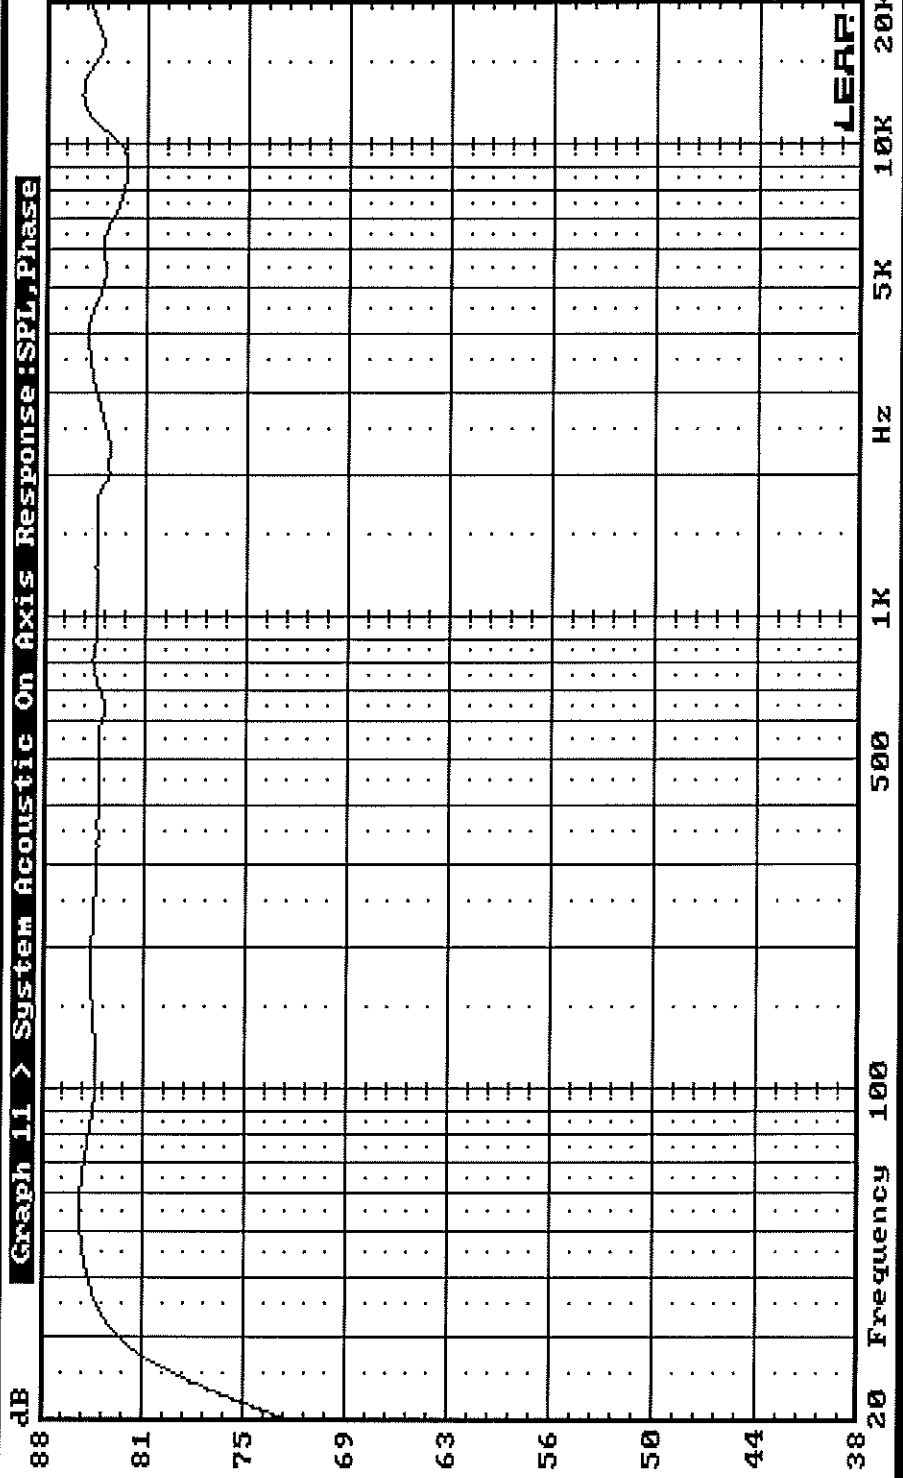 Graph 11 > System Acoustic On Axis Response:SPL,Phase
dB
88
81
75
69
63
56
50
44
38
LEAP
20 Frequency 100 500 1K Hz 5K 10K 20K